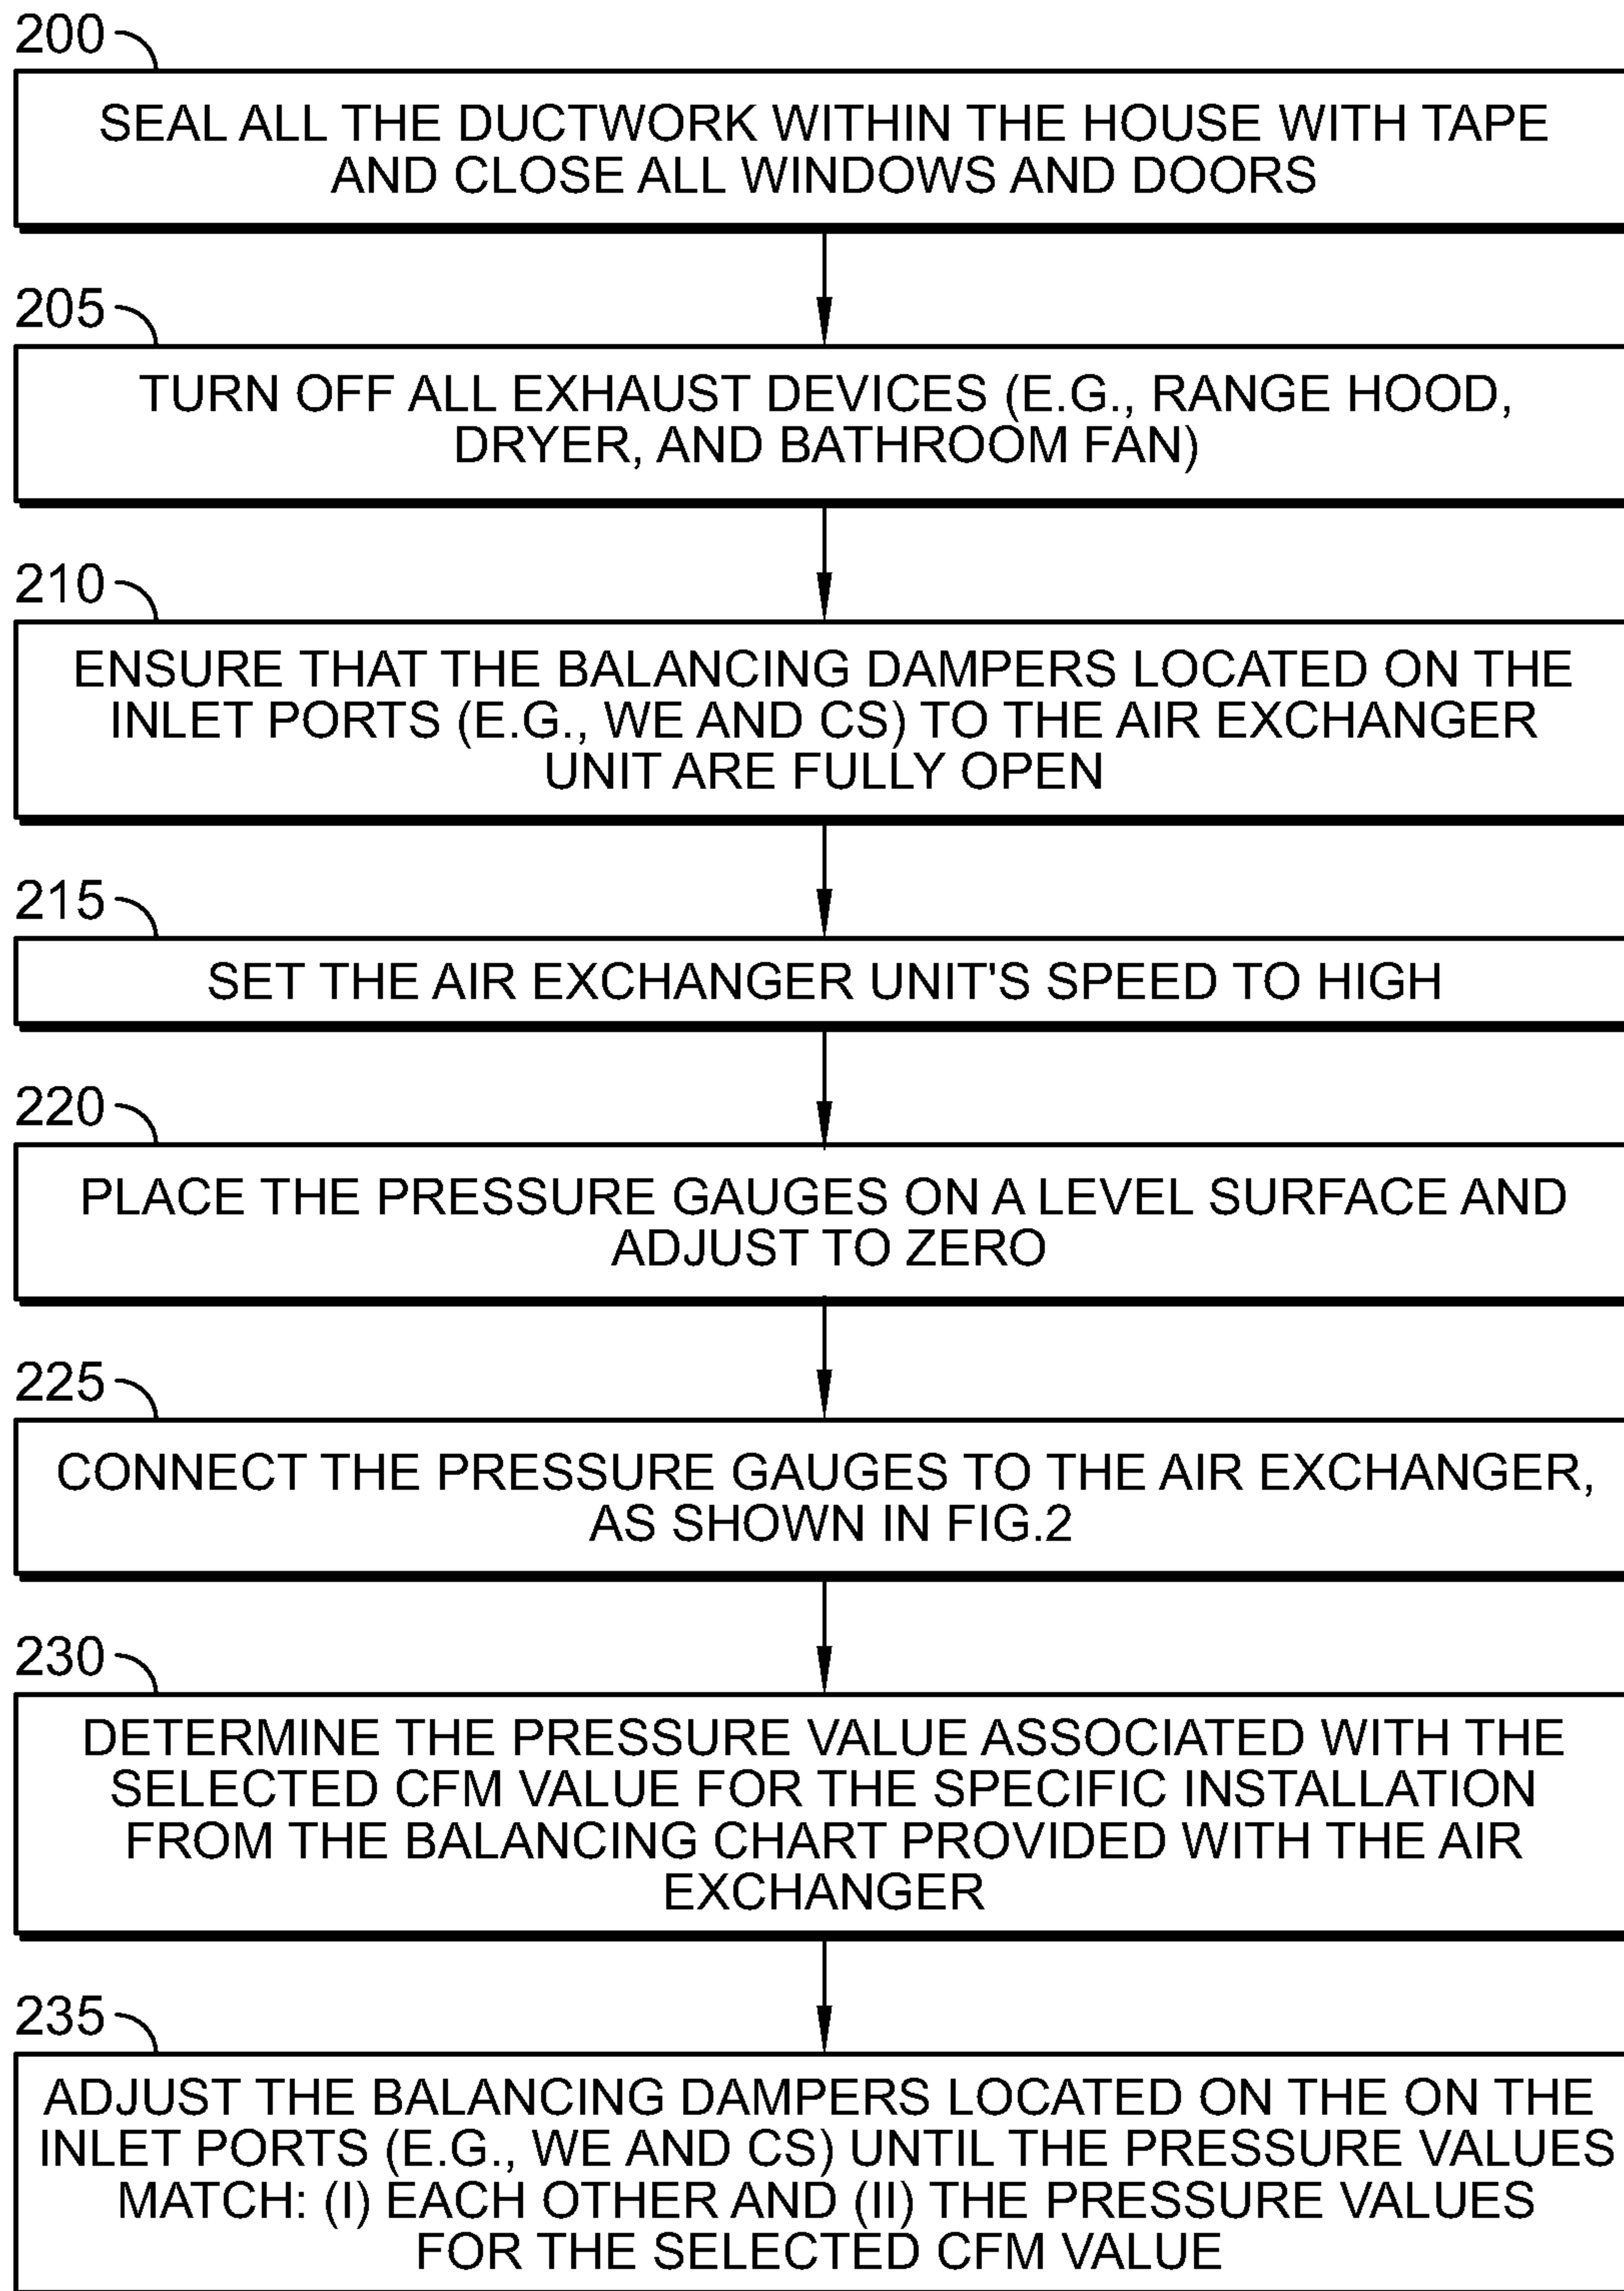 200
SEAL ALL THE DUCTWORK WITHIN THE HOUSE WITH TAPE
AND CLOSE ALL WINDOWS AND DOORS
205
TURN OFF ALL EXHAUST DEVICES (E.G., RANGE HOOD,
DRYER, AND BATHROOM FAN)
210
ENSURE THAT THE BALANCING DAMPERS LOCATED ON THE
INLET PORTS (E.G., WE AND CS) TO THE AIR EXCHANGER
UNIT ARE FULLY OPEN
215
SET THE AIR EXCHANGER UNIT'S SPEED TO HIGH
220
PLACE THE PRESSURE GAUGES ON A LEVEL SURFACE AND
ADJUST TO ZERO
225
CONNECT THE PRESSURE GAUGES TO THE AIR EXCHANGER,
AS SHOWN IN FIG.2
230
DETERMINE THE PRESSURE VALUE ASSOCIATED WITH THE
SELECTED CFM VALUE FOR THE SPECIFIC INSTALLATION
FROM THE BALANCING CHART PROVIDED WITH THE AIR
EXCHANGER
235
ADJUST THE BALANCING DAMPERS LOCATED ON THE ON THE
INLET PORTS (E.G., WE AND CS) UNTIL THE PRESSURE VALUES
MATCH: (I) EACH OTHER AND (II) THE PRESSURE VALUES
FOR THE SELECTED CFM VALUE